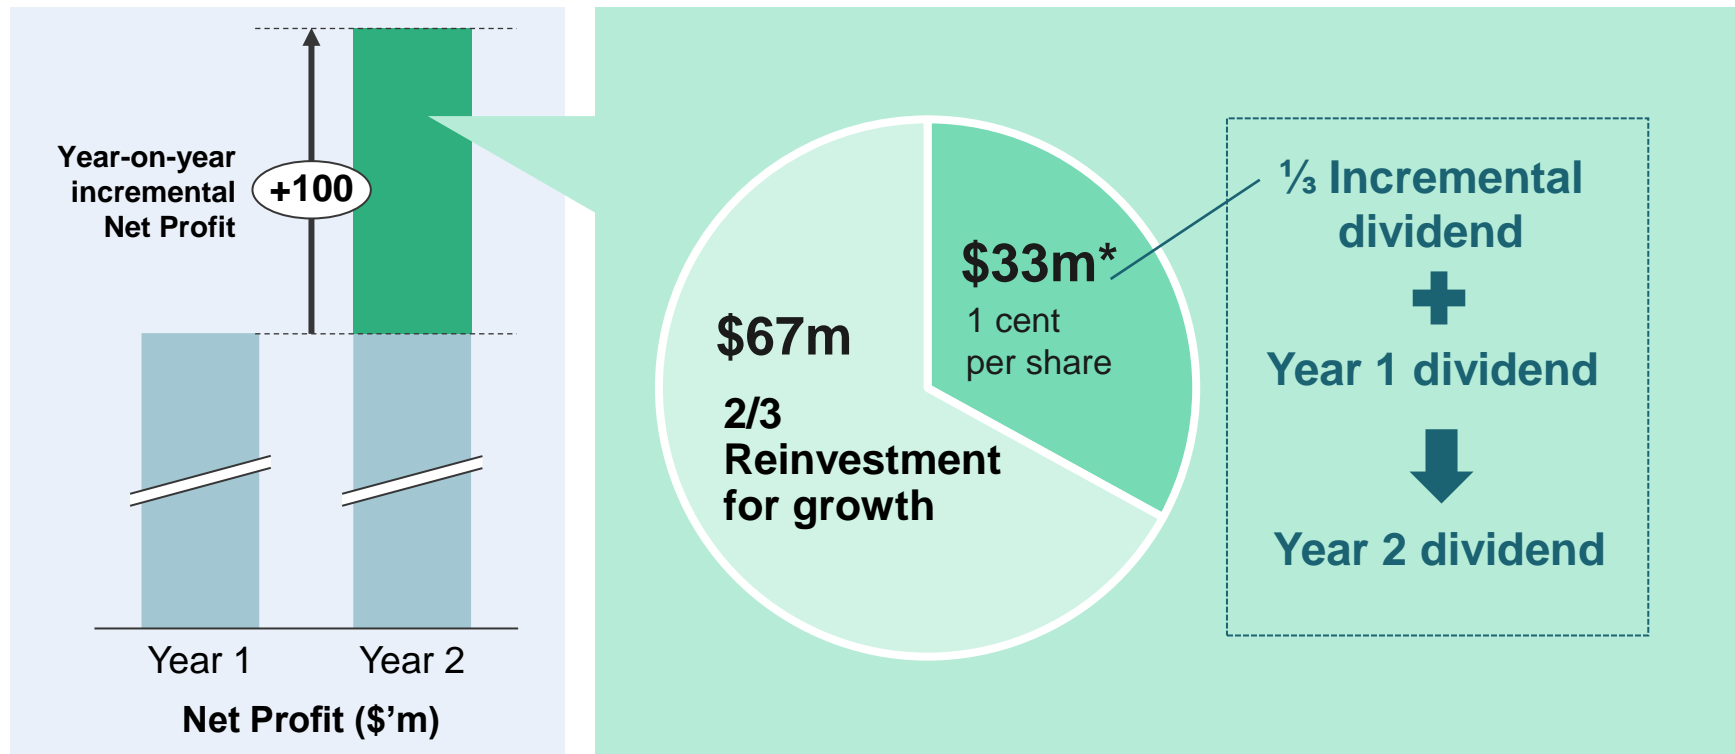 Year-on-year
incremental
Net Profit
+100
Year 1
Year 2
Net Profit ($'m)
$67m
2/3
Reinvestment
for growth
$33m*
1 cent
per share
⅓ Incremental
dividend
Year 1 dividend
Year 2 dividend